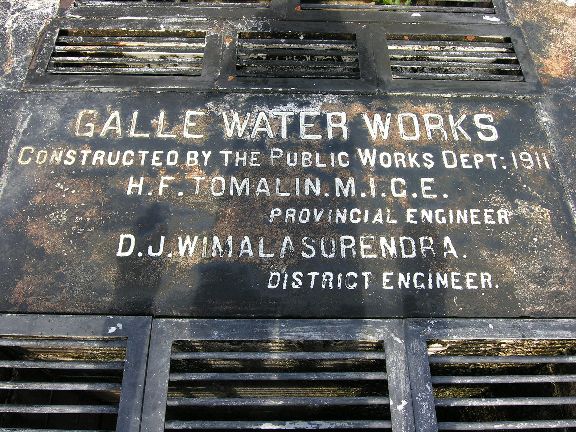 GALLE WATER WORKS
CONSTRUCTED BY THE PUBLIC WORKS DEPT: 1911
H.F. TOMALIN. M.I.C.E.
PROVINCIAL ENGINEER
D.J. WIMALASURENDRA.
DISTRICT ENGINEER.